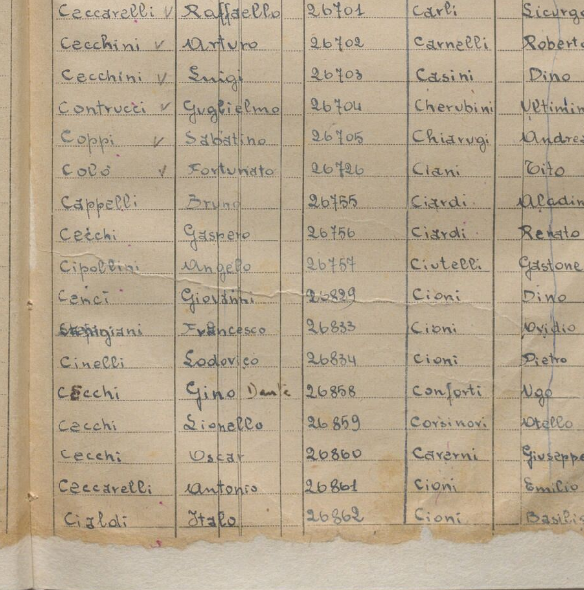 Ceccarelli v Raffaello 26701 Carli
Cecchini v Arturo 26702 Carnelli
Cecchini v Luigi 26703 Casini Dino
Contrucci v Guglielmo 26704 Cherubini
Coppi v Sabatino 26705 Chiarugi Andrea
Colò v Fortunato 26726 Ciani Tito
Cappelli Bruno 26755 Ciardi Aladin
Cecchi Gaspero 26756 Ciardi Renato
Cipollini Angelo 26757 Ciutelli Gastone
Cenci Giovanni 26829 Cioni Dino
Francesco 26833 Cioni Ovidio
Cinelli Lodovico 26834 Cioni Pietro
Cecchi Gino Dante 26858 Conforti Ugo
Cecchi Lionello 26859 Corsinovi Otello
Cecchi Oscar 26860 Caverni Giuseppe
Ceccarelli Antonio 26861 Cioni Emilio
Cialdi Italo 26862 Cioni